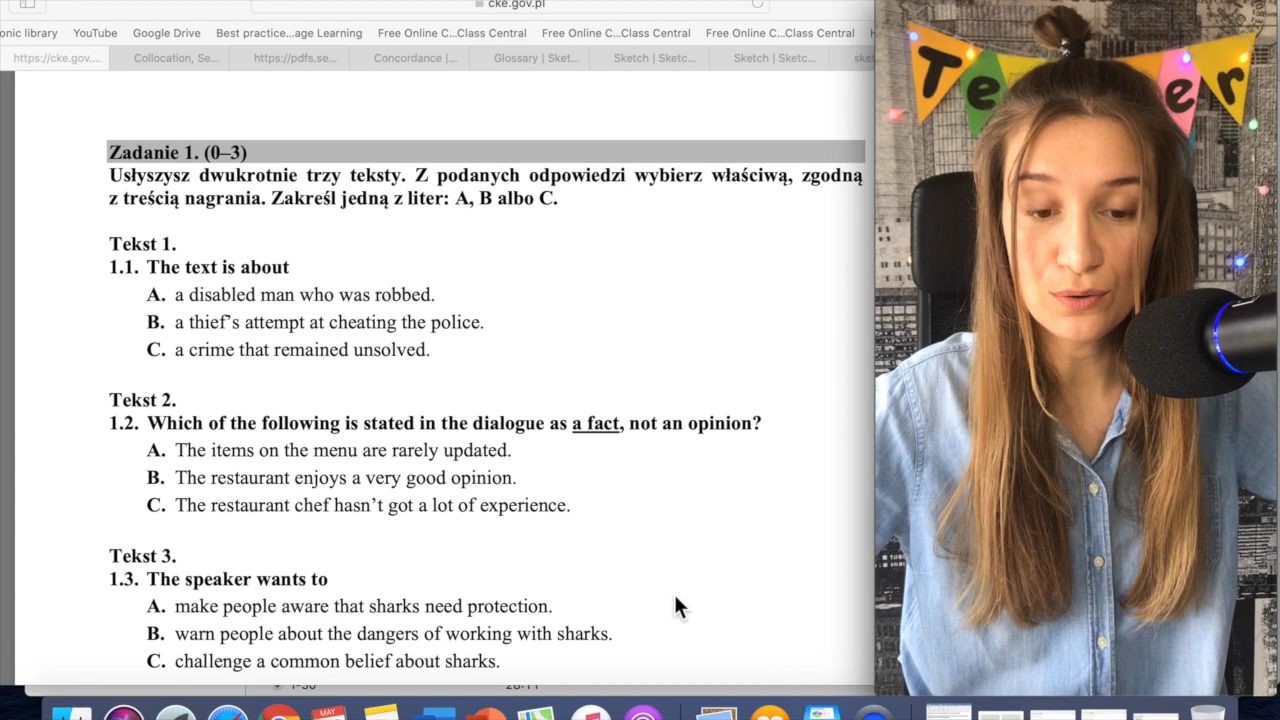 cke.gov.pl
onic library YouTube Google Drive Best practice...age Learning Free Online C...Class Central Free Online C...Class Central Free Online C...Class Central
https://cke.gov.... Collocation, Se... https://pdfs.se... Concordance |... Glossary | Sket... Sketch | Sketc... Sketch | Sketc... sket
Te er
Zadanie 1. (0–3)
Usłyszysz dwukrotnie trzy teksty. Z podanych odpowiedzi wybierz właściwą, zgodną
z treścią nagrania. Zakreśl jedną z liter: A, B albo C.
Tekst 1.
1.1. The text is about
A. a disabled man who was robbed.
B. a thief’s attempt at cheating the police.
C. a crime that remained unsolved.
Tekst 2.
1.2. Which of the following is stated in the dialogue as a fact, not an opinion?
A. The items on the menu are rarely updated.
B. The restaurant enjoys a very good opinion.
C. The restaurant chef hasn’t got a lot of experience.
Tekst 3.
1.3. The speaker wants to
A. make people aware that sharks need protection.
B. warn people about the dangers of working with sharks.
C. challenge a common belief about sharks.
MAY